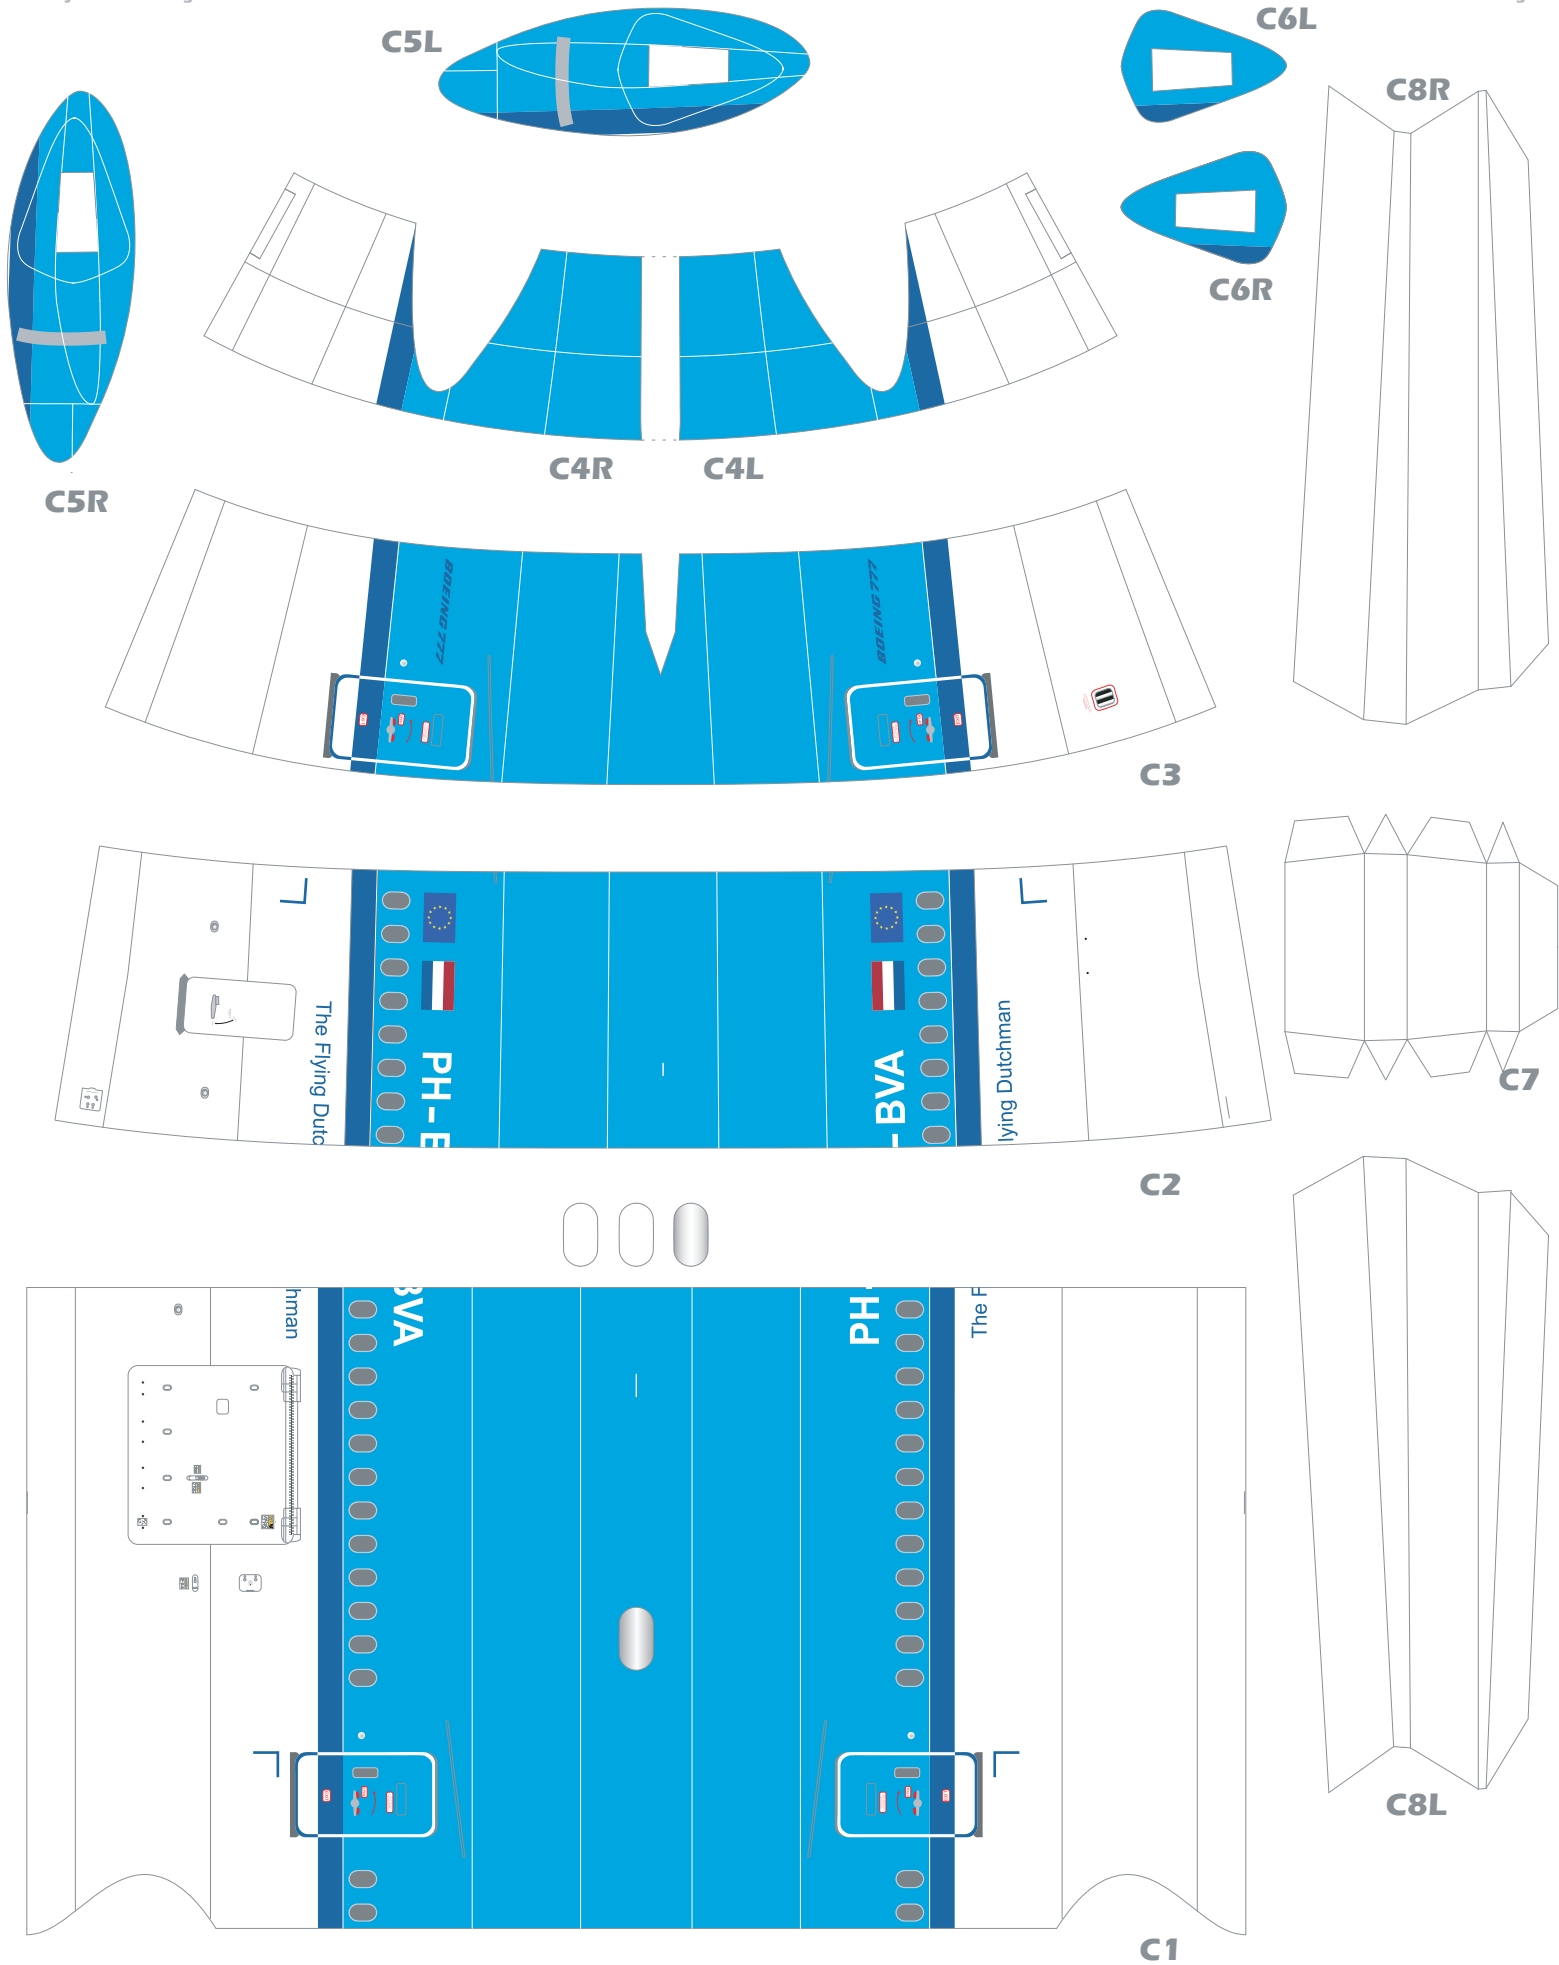 C5L
C6L
C8R
C6R
C4R
C4L
C5R
BOEING 777
BOEING 777
C3
The Flying Dutc
PH-E
-BVA
lying Dutchman
C7
C2
hman
BVA
PH-
The F
C8L
C1